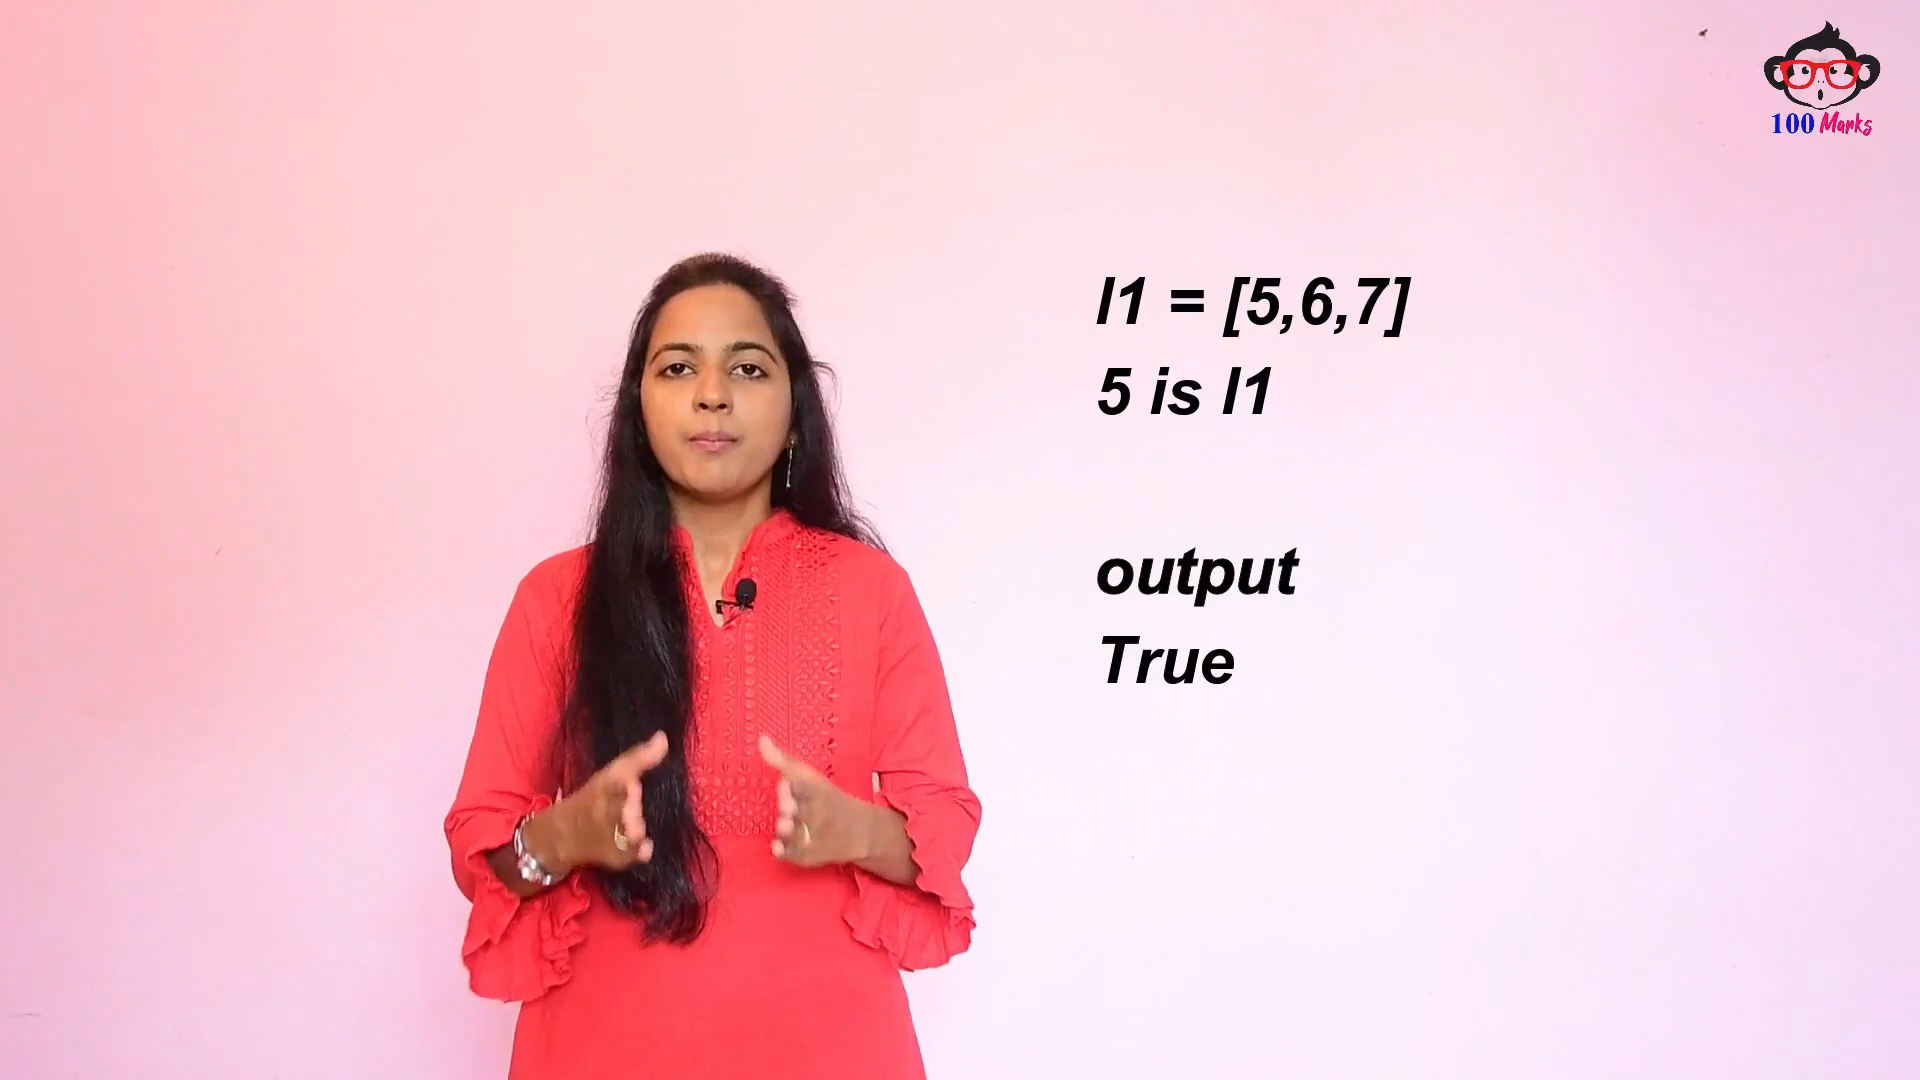 100 Marks
l1 = [5,6,7]
5 is l1
output
True